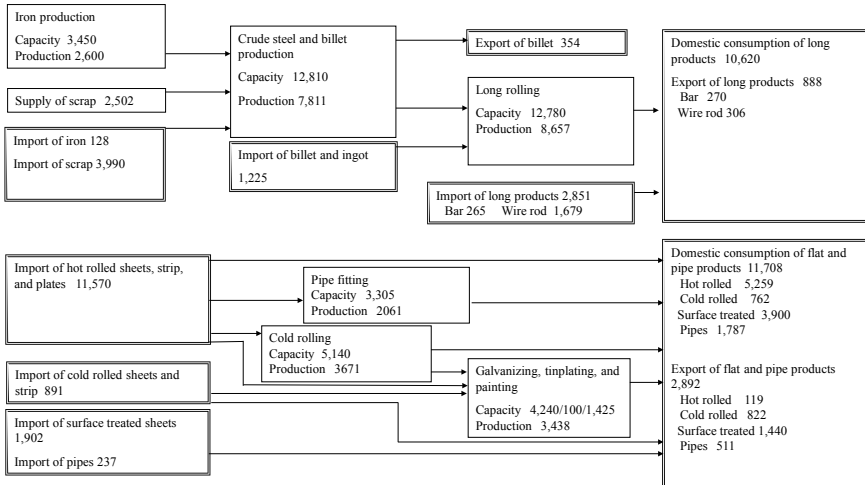 Iron production
Capacity 3,450
Production 2,600
Supply of scrap 2,502
Import of iron 128
Import of scrap 3,990
Crude steel and billet
production
Capacity 12,810
Production 7,811
Import of billet and ingot
1,225
Export of billet 354
Long rolling
Capacity 12,780
Production 8,657
Import of long products 2,851
Bar 265 Wire rod 1,679
Domestic consumption of long
products 10,620
Export of long products 888
Bar 270
Wire rod 306
Import of hot rolled sheets, strip,
and plates 11,570
Import of cold rolled sheets and
strip 891
Import of surface treated sheets
1,902
Import of pipes 237
Pipe fitting
Capacity 3,305
Production 2061
Cold rolling
Capacity 5,140
Production 3671
Galvanizing, tinplating, and
painting
Capacity 4,240/100/1,425
Production 3,438
Domestic consumption of flat and
pipe products 11,708
Hot rolled 5,259
Cold rolled 762
Surface treated 3,900
Pipes 1,787
Export of flat and pipe products
2,892
Hot rolled 119
Cold rolled 822
Surface treated 1,440
Pipes 511